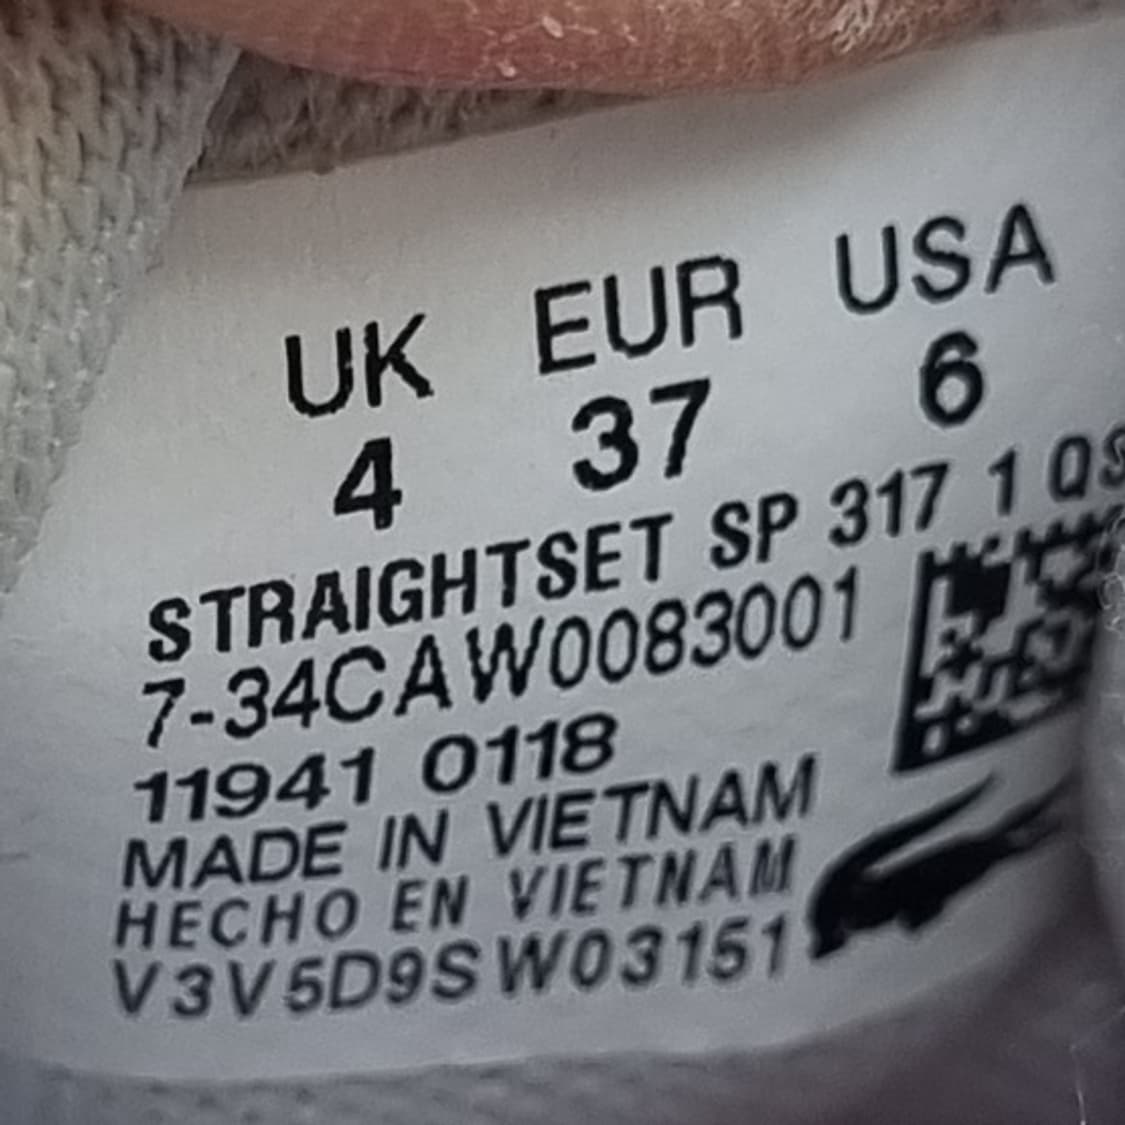 UK EUR USA
4 37 6
STRAIGHTSET SP 317 1 QS
7-34CAW0083001
11941 0118
MADE IN VIETNAM
HECHO EN VIETNAM
V3V5D9SW03151